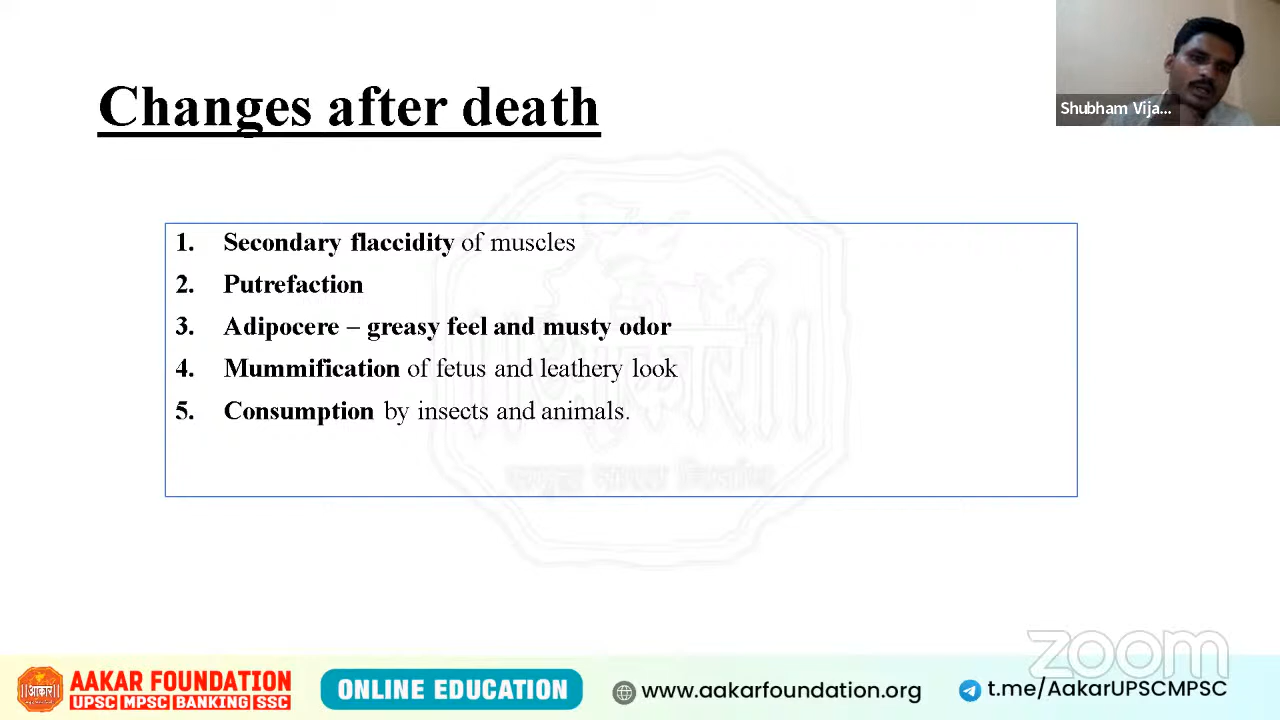 Changes after death
Shubham Vija...
1. Secondary flaccidity of muscles
2. Putrefaction
3. Adipocere – greasy feel and musty odor
4. Mummification of fetus and leathery look
5. Consumption by insects and animals.
zoom
आकार
AAKAR FOUNDATION
UPSC MPSC BANKING SSC
ONLINE EDUCATION
www.aakarfoundation.org
t.me/AakarUPSCMPSC